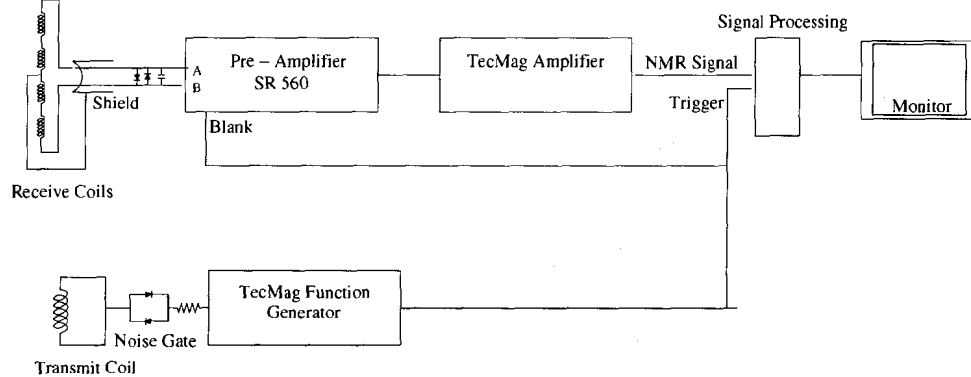 Signal Processing
Pre - Amplifier
SR 560
A
B
TecMag Amplifier
NMR Signal
Trigger
Monitor
Shield
Blank
Receive Coils
TecMag Function
Generator
Noise Gate
Transmit Coil